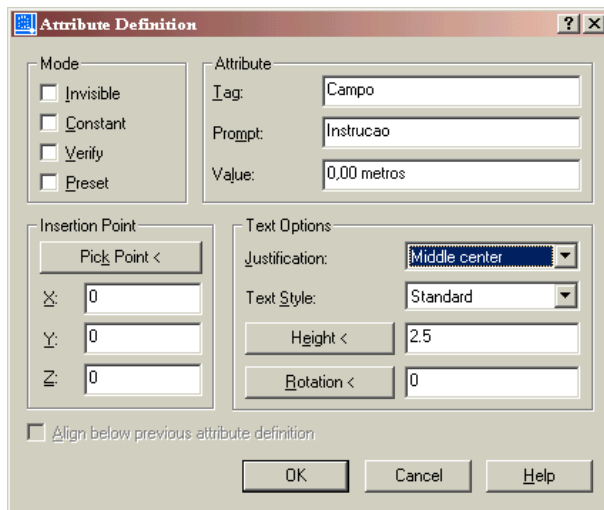 Attribute Definition
Mode
Invisible
Constant
Verify
Preset
Attribute
Tag: Campo
Prompt: Instrucao
Value: 0,00 metros
Insertion Point
Pick Point <
X: 0
Y: 0
Z: 0
Text Options
Justification: Middle center
Text Style: Standard
Height < 2.5
Rotation < 0
Align below previous attribute definition
OK Cancel Help